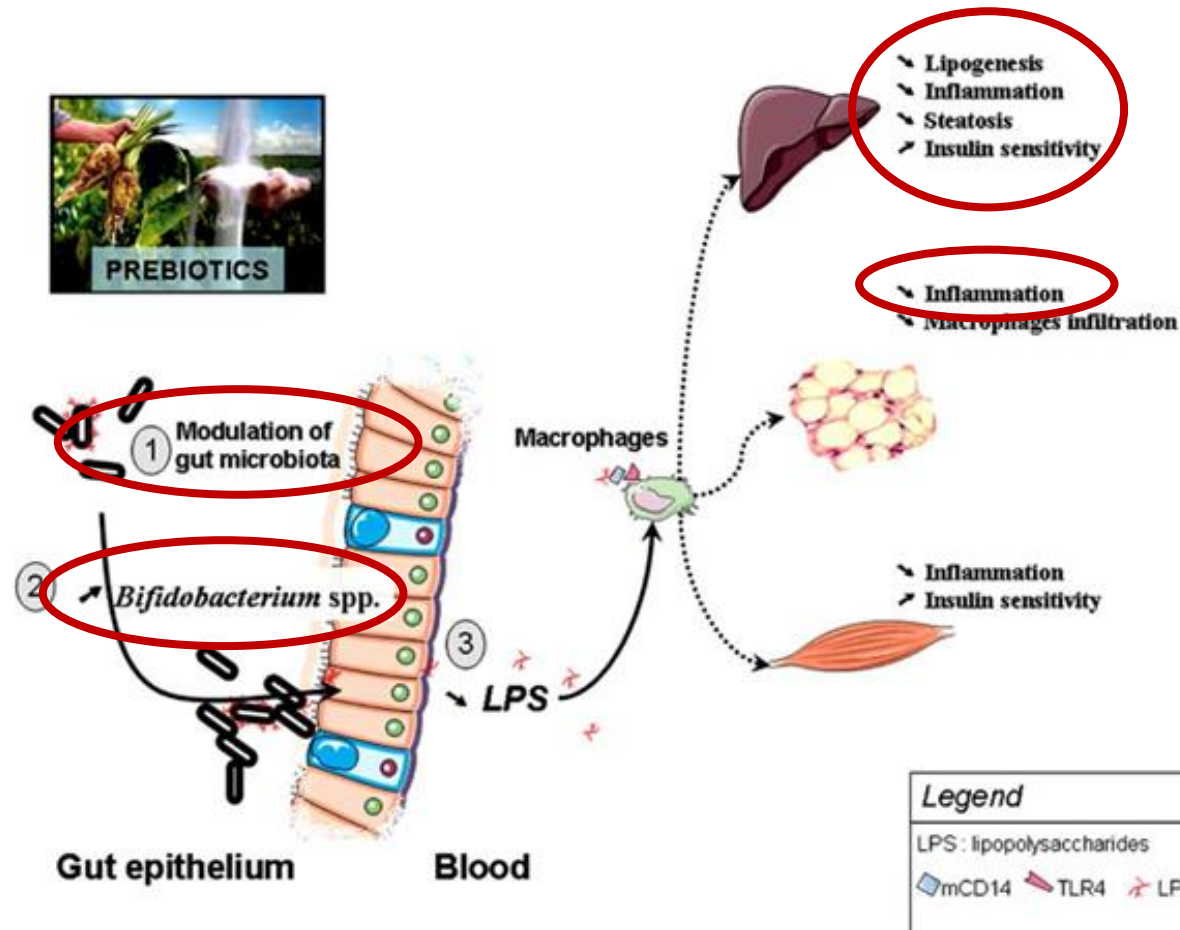 PREBIOTICS
1 Modulation of
gut microbiota
2 ↗ Bifidobacterium spp.
3
↘ LPS
Macrophages
↘ Lipogenesis
↘ Inflammation
↘ Steatosis
↗ Insulin sensitivity
↘ Inflammation
↘ Macrophages infiltration
↘ Inflammation
↗ Insulin sensitivity
Gut epithelium Blood
Legend
LPS : lipopolysaccharides
mCD14 TLR4 LP